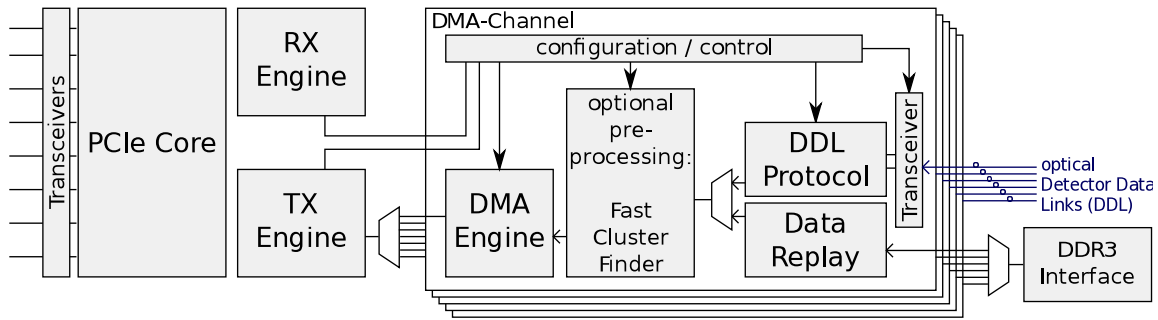 DMA-Channel
configuration / control
Transceivers
PCIe Core
RX
Engine
TX
Engine
DMA
Engine
optional
pre-
processing:
Fast
Cluster
Finder
DDL
Protocol
Data
Replay
Transceiver
optical
Detector Data
Links (DDL)
DDR3
Interface